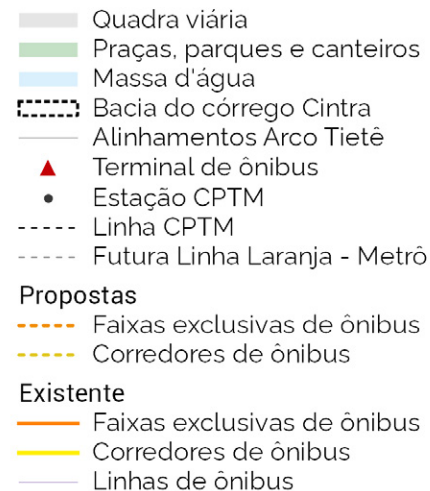 Quadra viária
Praças, parques e canteiros
Massa d'água
Bacia do córrego Cintra
Alinhamentos Arco Tietê
Terminal de ônibus
Estação CPTM
Linha CPTM
Futura Linha Laranja - Metrô
Propostas
Faixas exclusivas de ônibus
Corredores de ônibus
Existente
Faixas exclusivas de ônibus
Corredores de ônibus
Linhas de ônibus